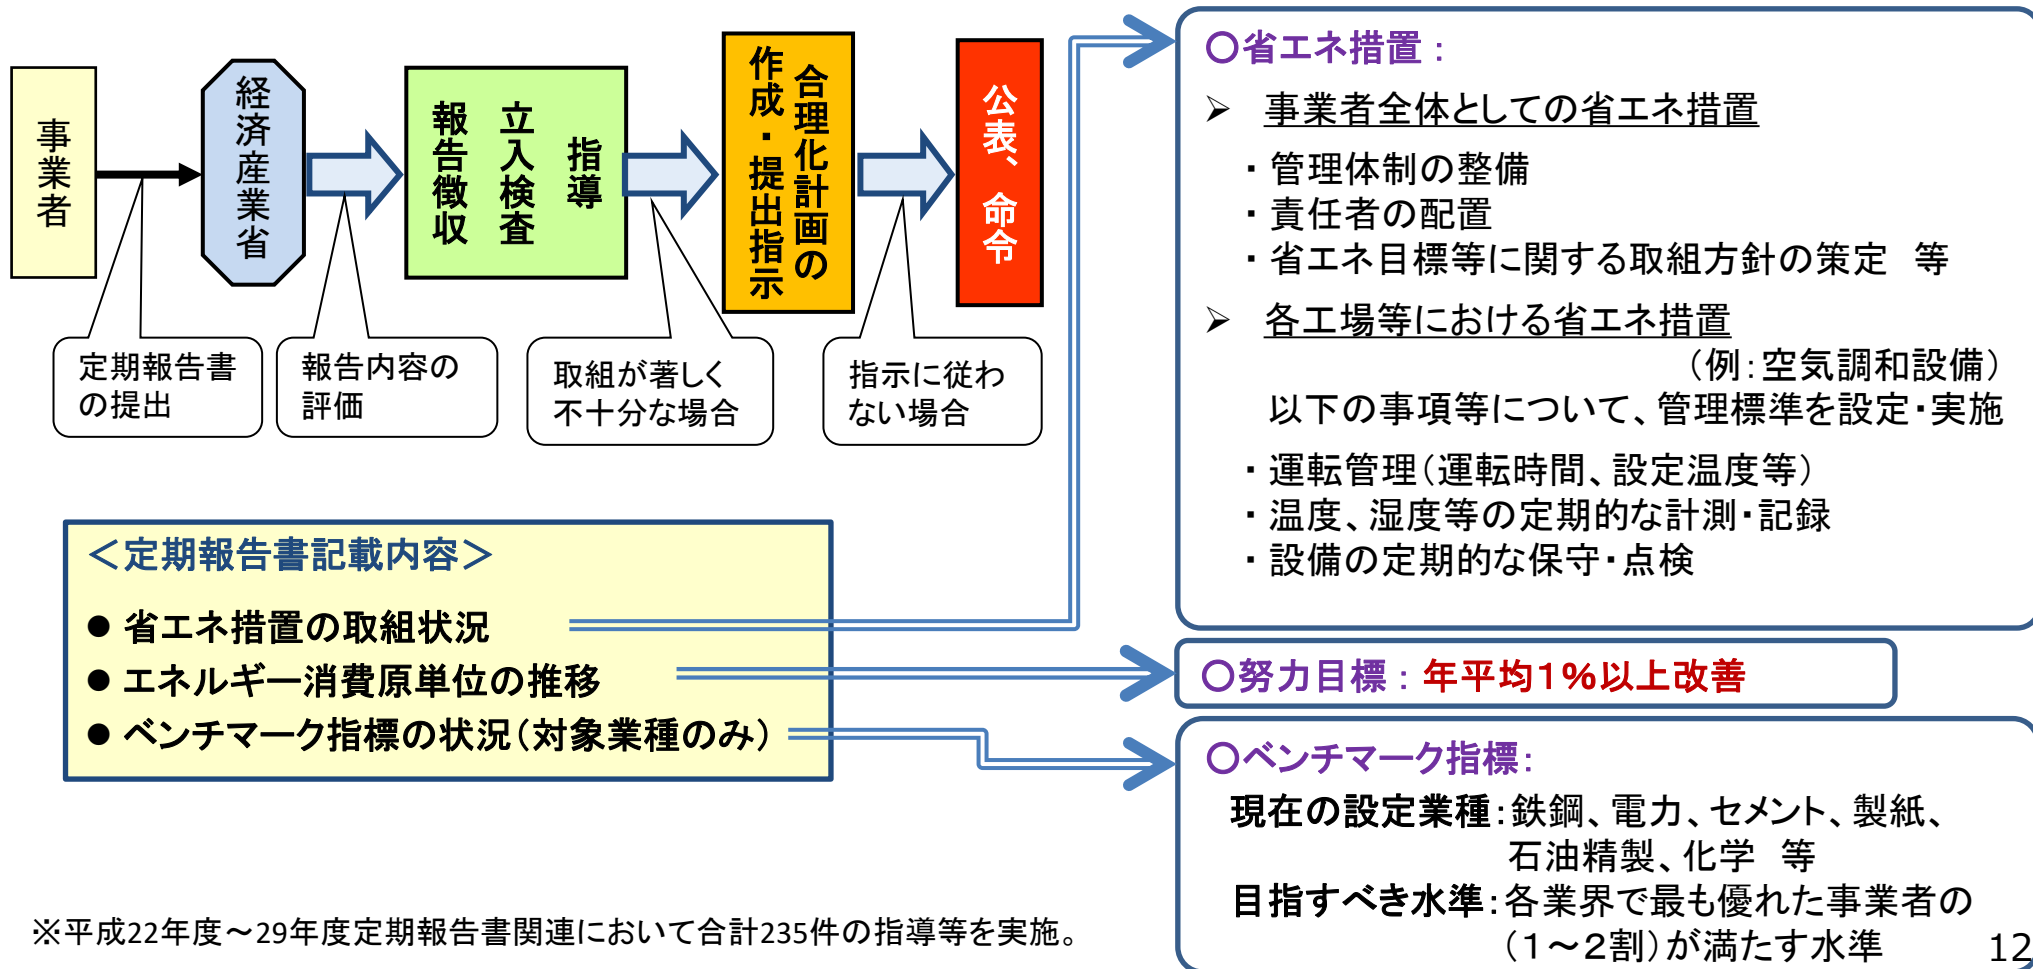 事業者
経済産業省
報告徴収
立入検査
指導
合理化計画の
作成・提出指示
公表、命令
定期報告書
の提出
報告内容の
評価
取組が著しく
不十分な場合
指示に従わ
ない場合
＜定期報告書記載内容＞
● 省エネ措置の取組状況
● エネルギー消費原単位の推移
● ベンチマーク指標の状況（対象業種のみ）
○省エネ措置：
➢ 事業者全体としての省エネ措置
・管理体制の整備
・責任者の配置
・省エネ目標等に関する取組方針の策定　等
➢ 各工場等における省エネ措置
（例：空気調和設備）
以下の事項等について、管理標準を設定・実施
・運転管理（運転時間、設定温度等）
・温度、湿度等の定期的な計測・記録
・設備の定期的な保守・点検
○努力目標：年平均１％以上改善
○ベンチマーク指標：
現在の設定業種：鉄鋼、電力、セメント、製紙、
石油精製、化学　等
目指すべき水準：各業界で最も優れた事業者の
（１～２割）が満たす水準
※平成22年度～29年度定期報告書関連において合計235件の指導等を実施。
12